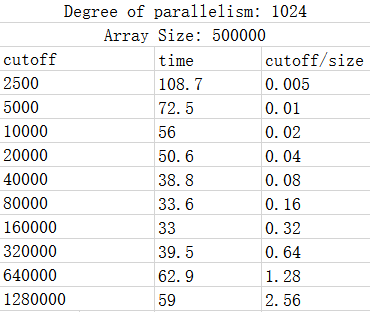 Degree of parallelism: 1024
Array Size: 500000
cutoff time cutoff/size
2500 108.7 0.005
5000 72.5 0.01
10000 56 0.02
20000 50.6 0.04
40000 38.8 0.08
80000 33.6 0.16
160000 33 0.32
320000 39.5 0.64
640000 62.9 1.28
1280000 59 2.56